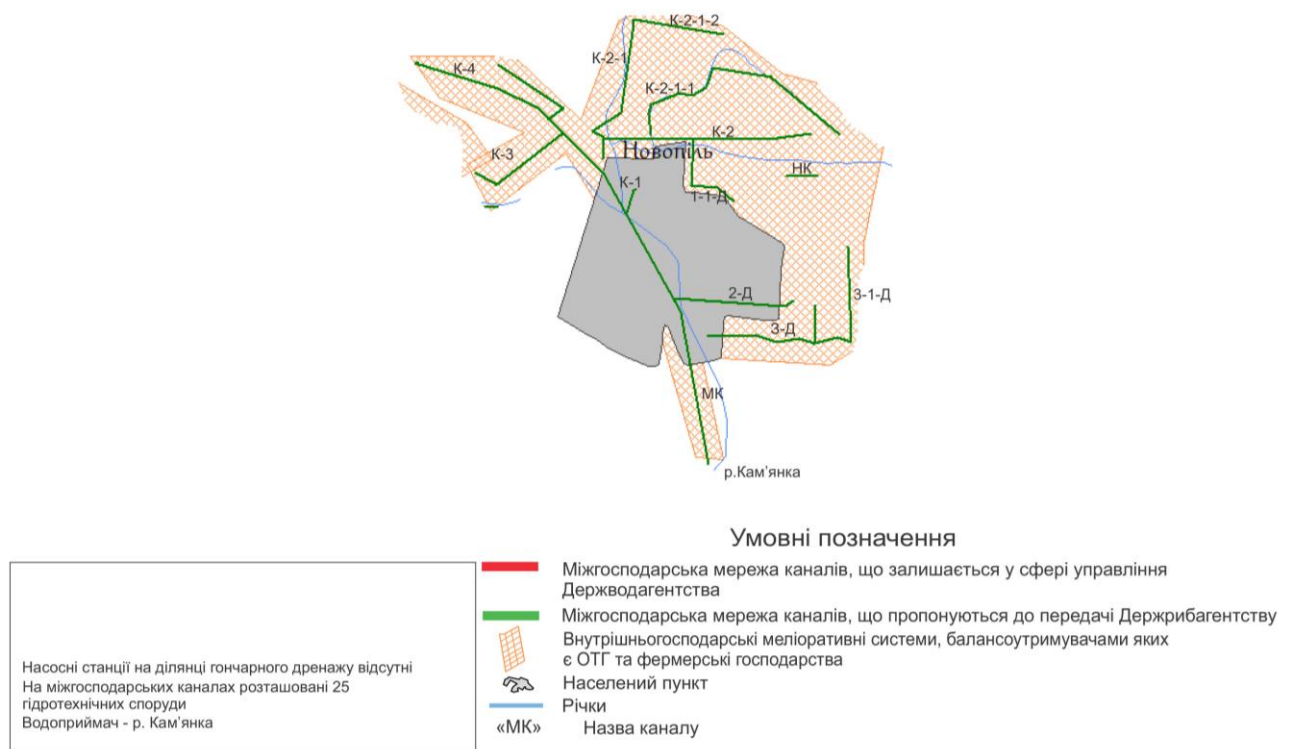 К-2-1-2
К-2-1
К-4
К-2-1-1
К-2
Новопіль
К-3
НК
К-1
1-1-Д
2-Д
3-1-Д
3-Д
МК
р.Кам’янка
Умовні позначення
Міжгосподарська мережа каналів, що залишається у сфері управління
Держводагентства
Міжгосподарська мережа каналів, що пропонуються до передачі Держрибагентству
Внутрішньогосподарські меліоративні системи, балансоутримувачами яких
є ОТГ та фермерські господарства
Населений пункт
Річки
«МК» Назва каналу
Насосні станції на ділянці гончарного дренажу відсутні
На міжгосподарських каналах розташовані 25
гідротехнічних споруди
Водоприймач - р. Кам’янка